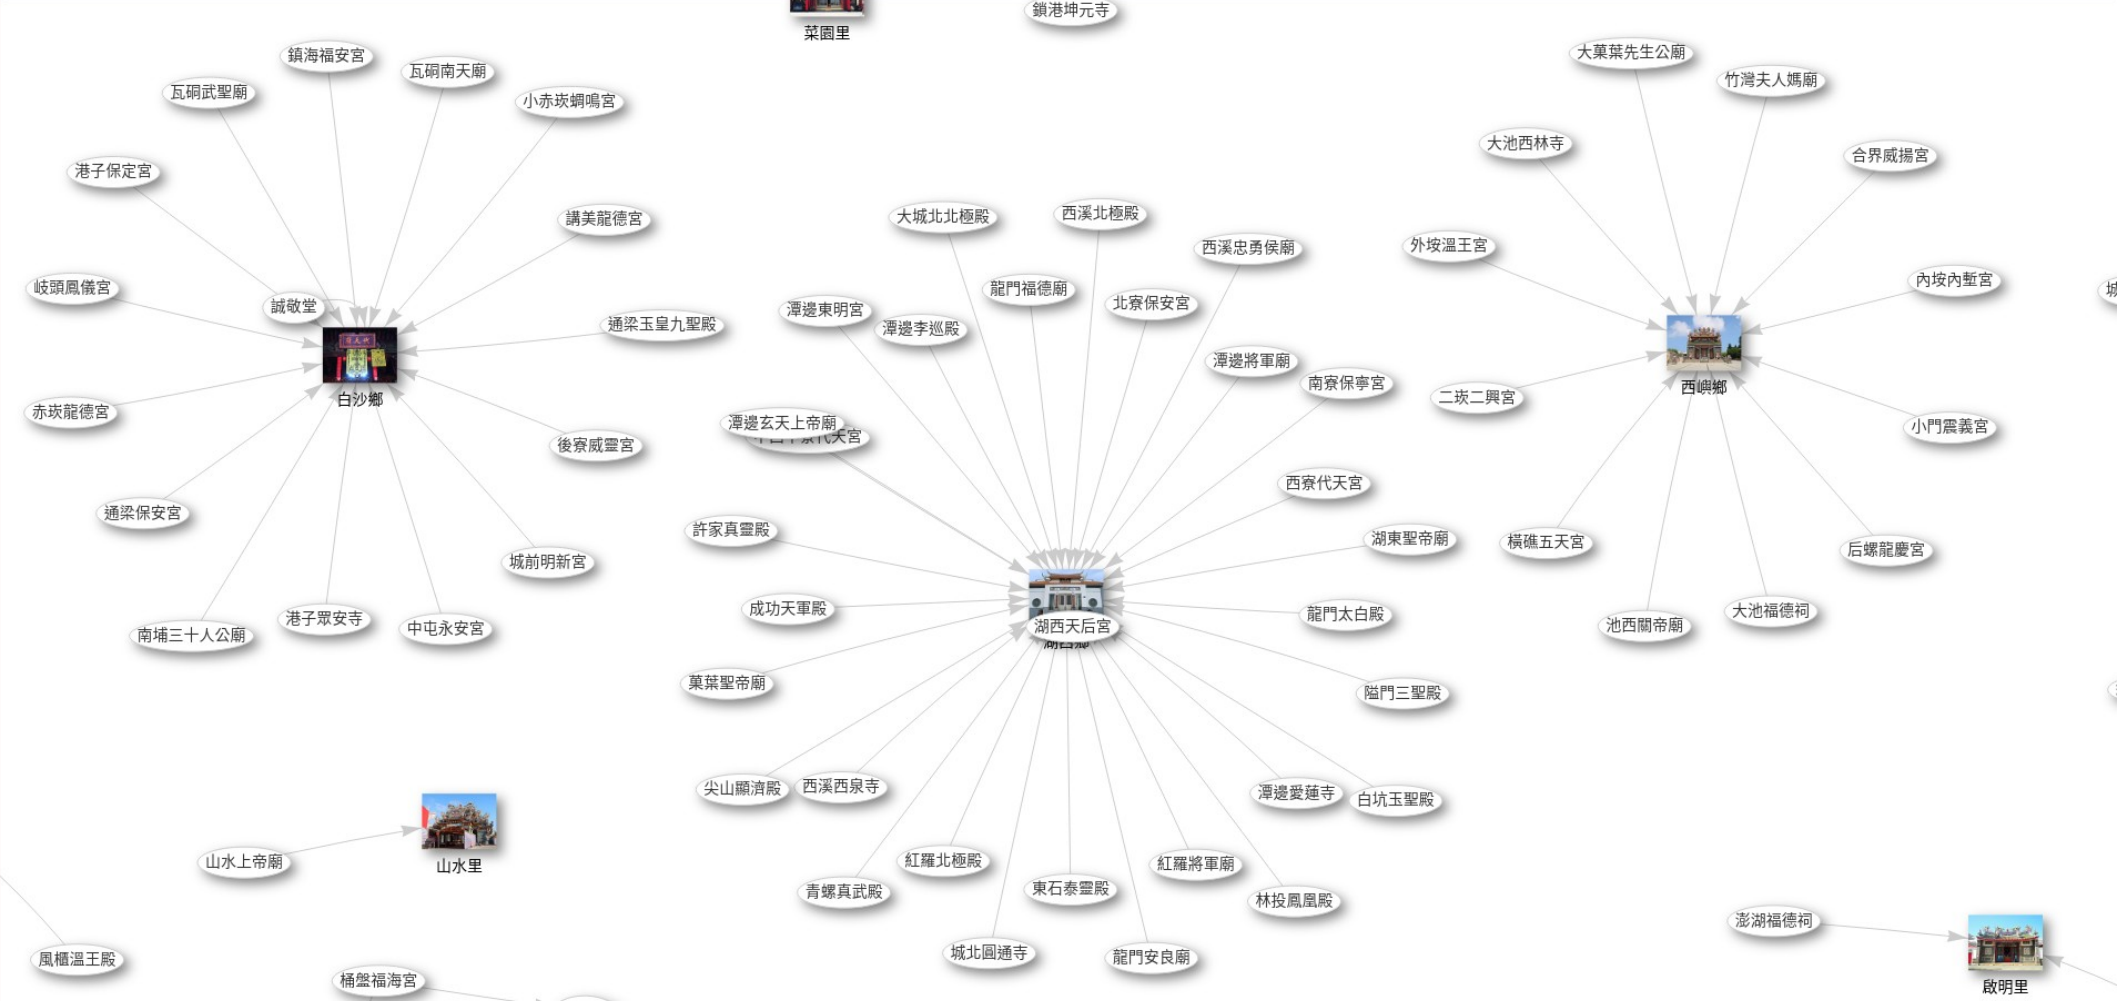 菜園里
鎖港坤元寺
鎮海福安宮
瓦硐南天廟
瓦硐武聖廟
小赤崁蜩鳴宮
港子保定宮
講美龍德宮
岐頭鳳儀宮
誠敬堂
通梁玉皇九聖殿
白沙鄉
赤崁龍德宮
後寮威靈宮
通梁保安宮
城前明新宮
南埔三十人公廟
港子眾安寺
中屯永安宮
大菓葉先生公廟
竹灣夫人媽廟
大池西林寺
合界威揚宮
外垵溫王宮
內垵內塹宮
西嶼鄉
二崁二興宮
小門震義宮
橫礁五天宮
后螺龍慶宮
池西關帝廟
大池福德祠
大城北北極殿
西溪北極殿
西溪忠勇侯廟
龍門福德廟
北寮保安宮
潭邊東明宮
潭邊李巡殿
潭邊將軍廟
南寮保寧宮
潭邊玄天上帝廟
西寮代天宮
許家真靈殿
湖東聖帝廟
成功天軍殿
龍門太白殿
湖西天后宮
菓葉聖帝廟
隘門三聖殿
尖山顯濟殿
西溪西泉寺
潭邊愛蓮寺
白坑玉聖殿
紅羅北極殿
紅羅將軍廟
青螺真武殿
東石泰靈殿
林投鳳凰殿
城北圓通寺
龍門安良廟
山水上帝廟
山水里
風櫃溫王殿
桶盤福海宮
澎湖福德祠
啟明里